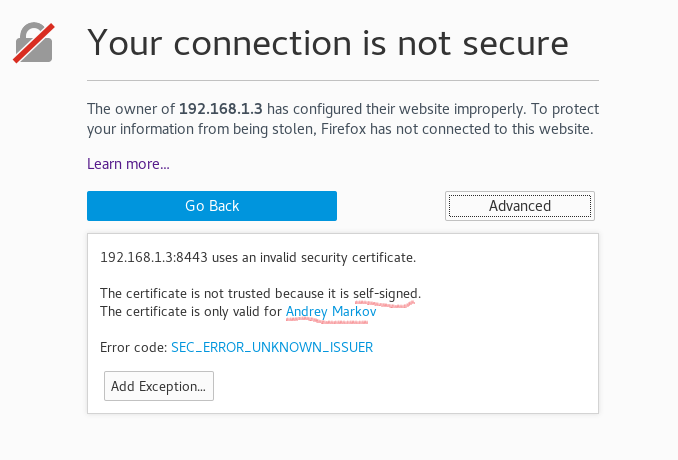 Your connection is not secure
The owner of 192.168.1.3 has configured their website improperly. To protect
your information from being stolen, Firefox has not connected to this website.
Learn more...
Go Back
Advanced
192.168.1.3:8443 uses an invalid security certificate.
The certificate is not trusted because it is self-signed.
The certificate is only valid for Andrey Markov
Error code: SEC_ERROR_UNKNOWN_ISSUER
Add Exception...